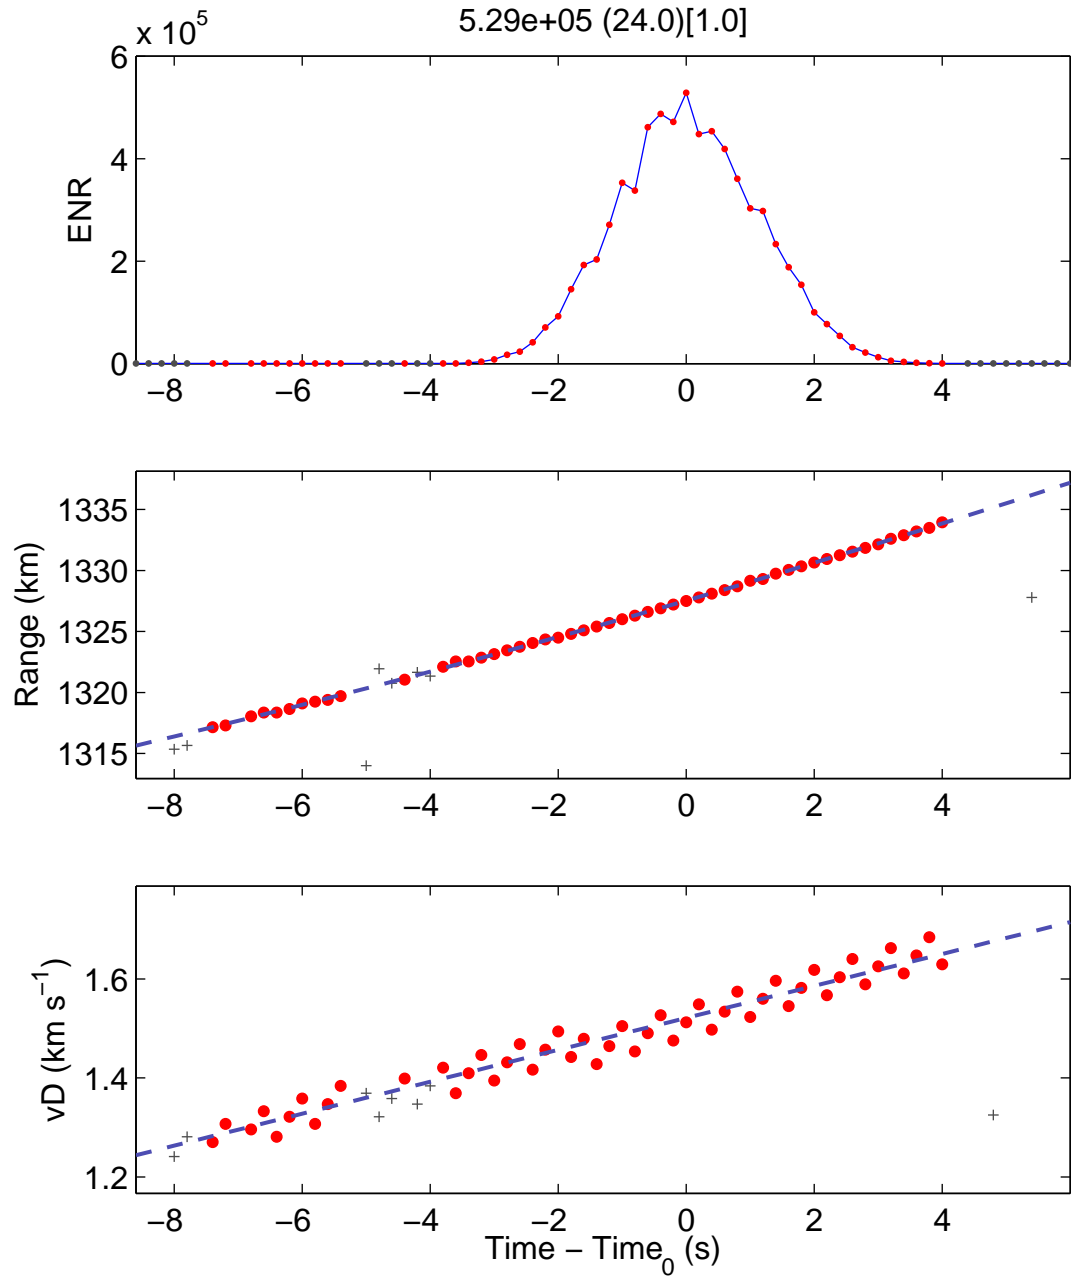 5.29e+05 (24.0)[1.0]
x 10^5
6
4
2
0
ENR
−8 −6 −4 −2 0 2 4
1335
1330
1325
1320
1315
Range (km)
−8 −6 −4 −2 0 2 4
1.6
1.4
1.2
vD (km s^−1)
−8 −6 −4 −2 0 2 4
Time − Time_0 (s)